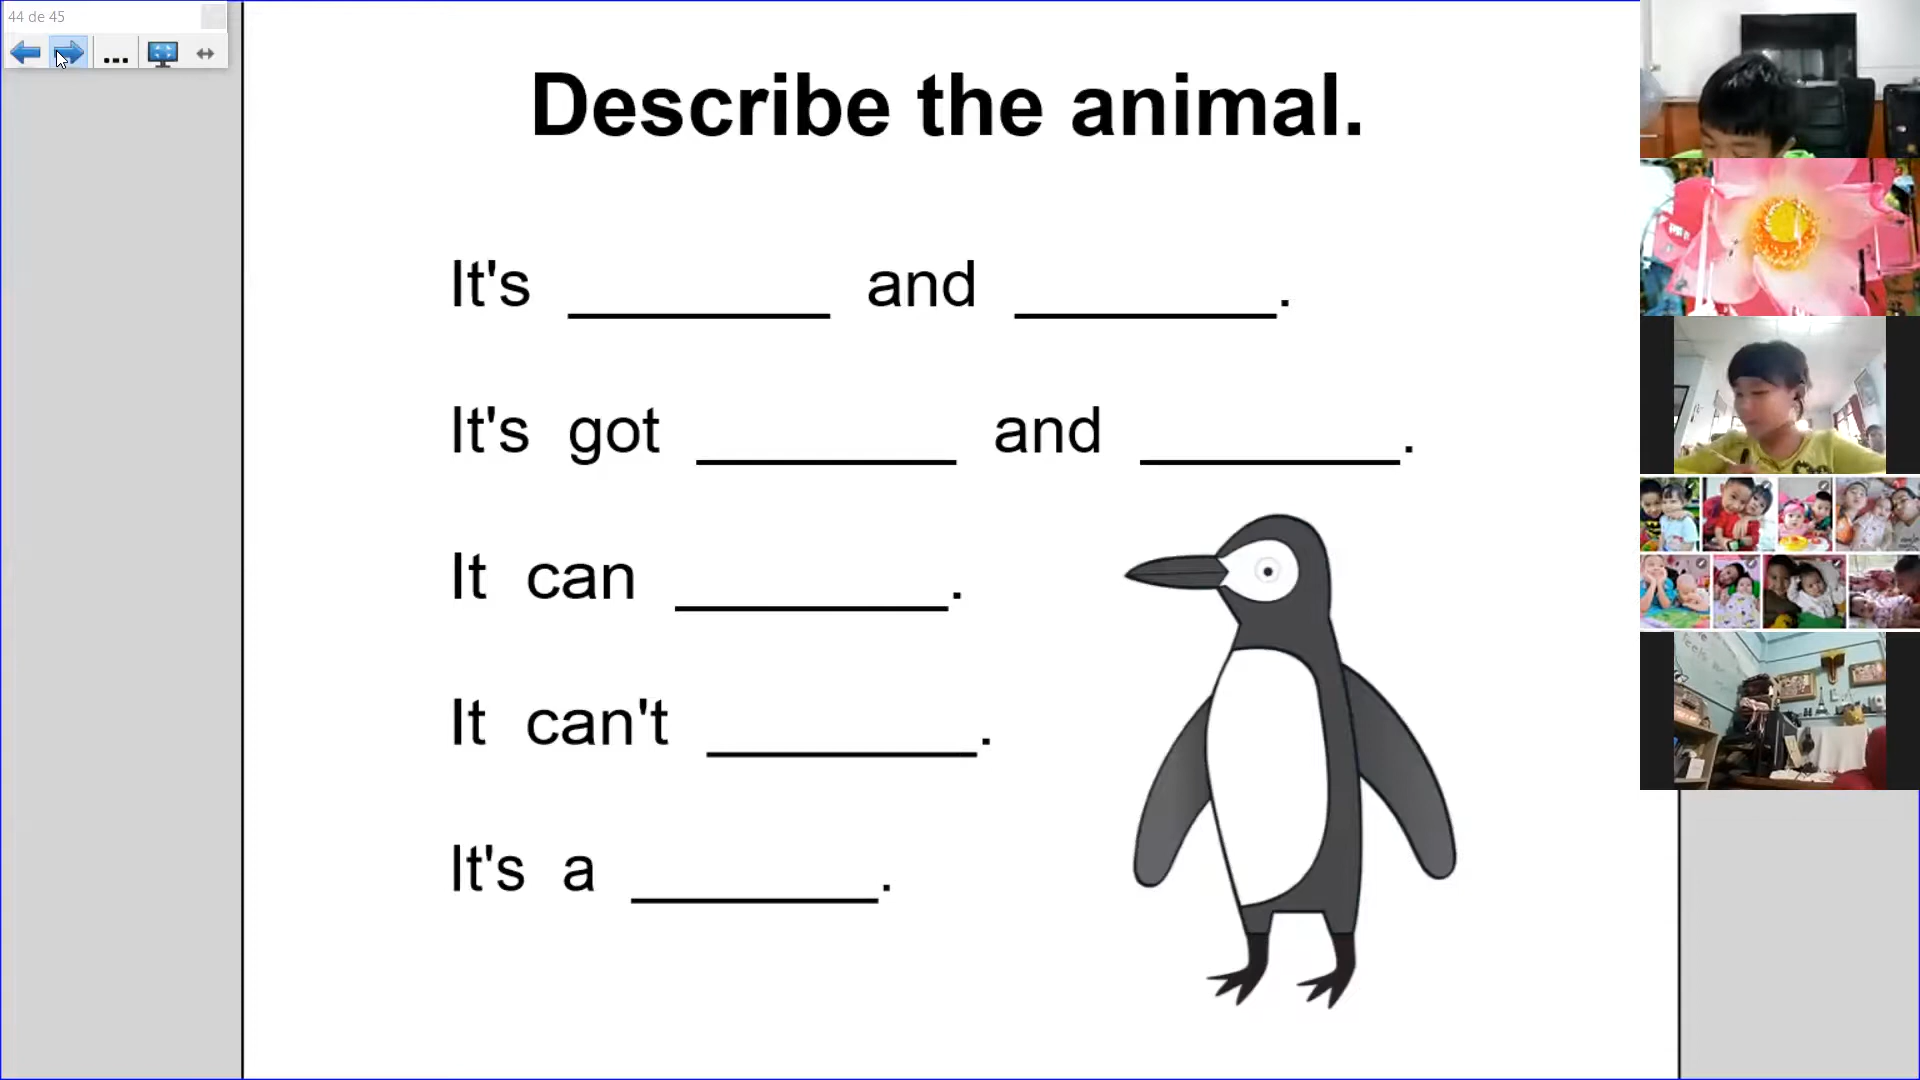 44 de 45
Describe the animal.
It's ________ and ________.
It's got ________ and ________.
It can ________.
It can't ________.
It's a ________.